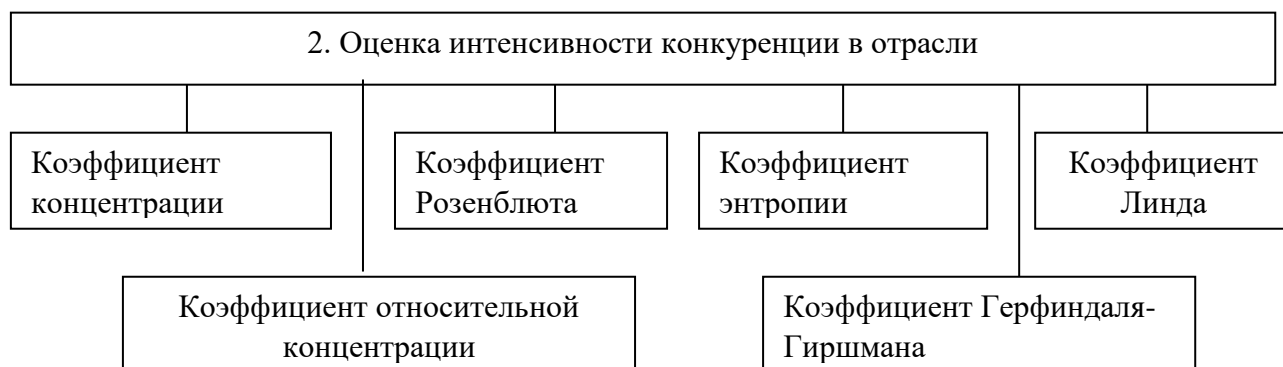 2. Оценка интенсивности конкуренции в отрасли
Коэффициент
концентрации
Коэффициент
Розенблюта
Коэффициент
энтропии
Коэффициент
Линда
Коэффициент относительной
концентрации
Коэффициент Герфиндаля-
Гиршмана